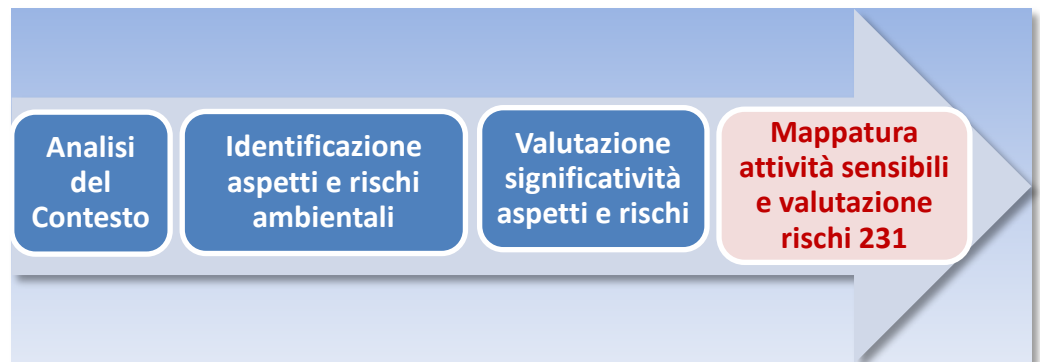 Analisi
del
Contesto
Identificazione
aspetti e rischi
ambientali
Valutazione
significatività
aspetti e rischi
Mappatura
attività sensibili
e valutazione
rischi 231